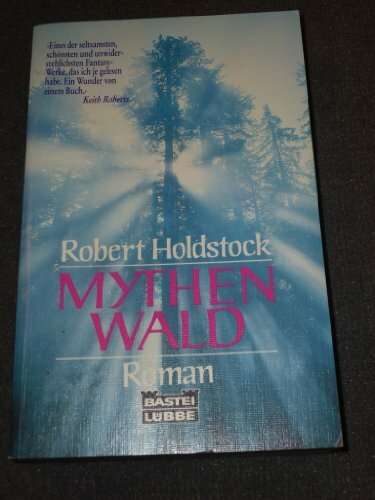 ›Eines der seltsamsten,
schönsten und unwider-
stehlichsten Fantasy-
Werke, das ich je gelesen
habe. Ein Wunder von
einem Buch.‹
Keith Roberts
Robert Holdstock
MYTHEN
WALD
Roman
BASTEI
LÜBBE